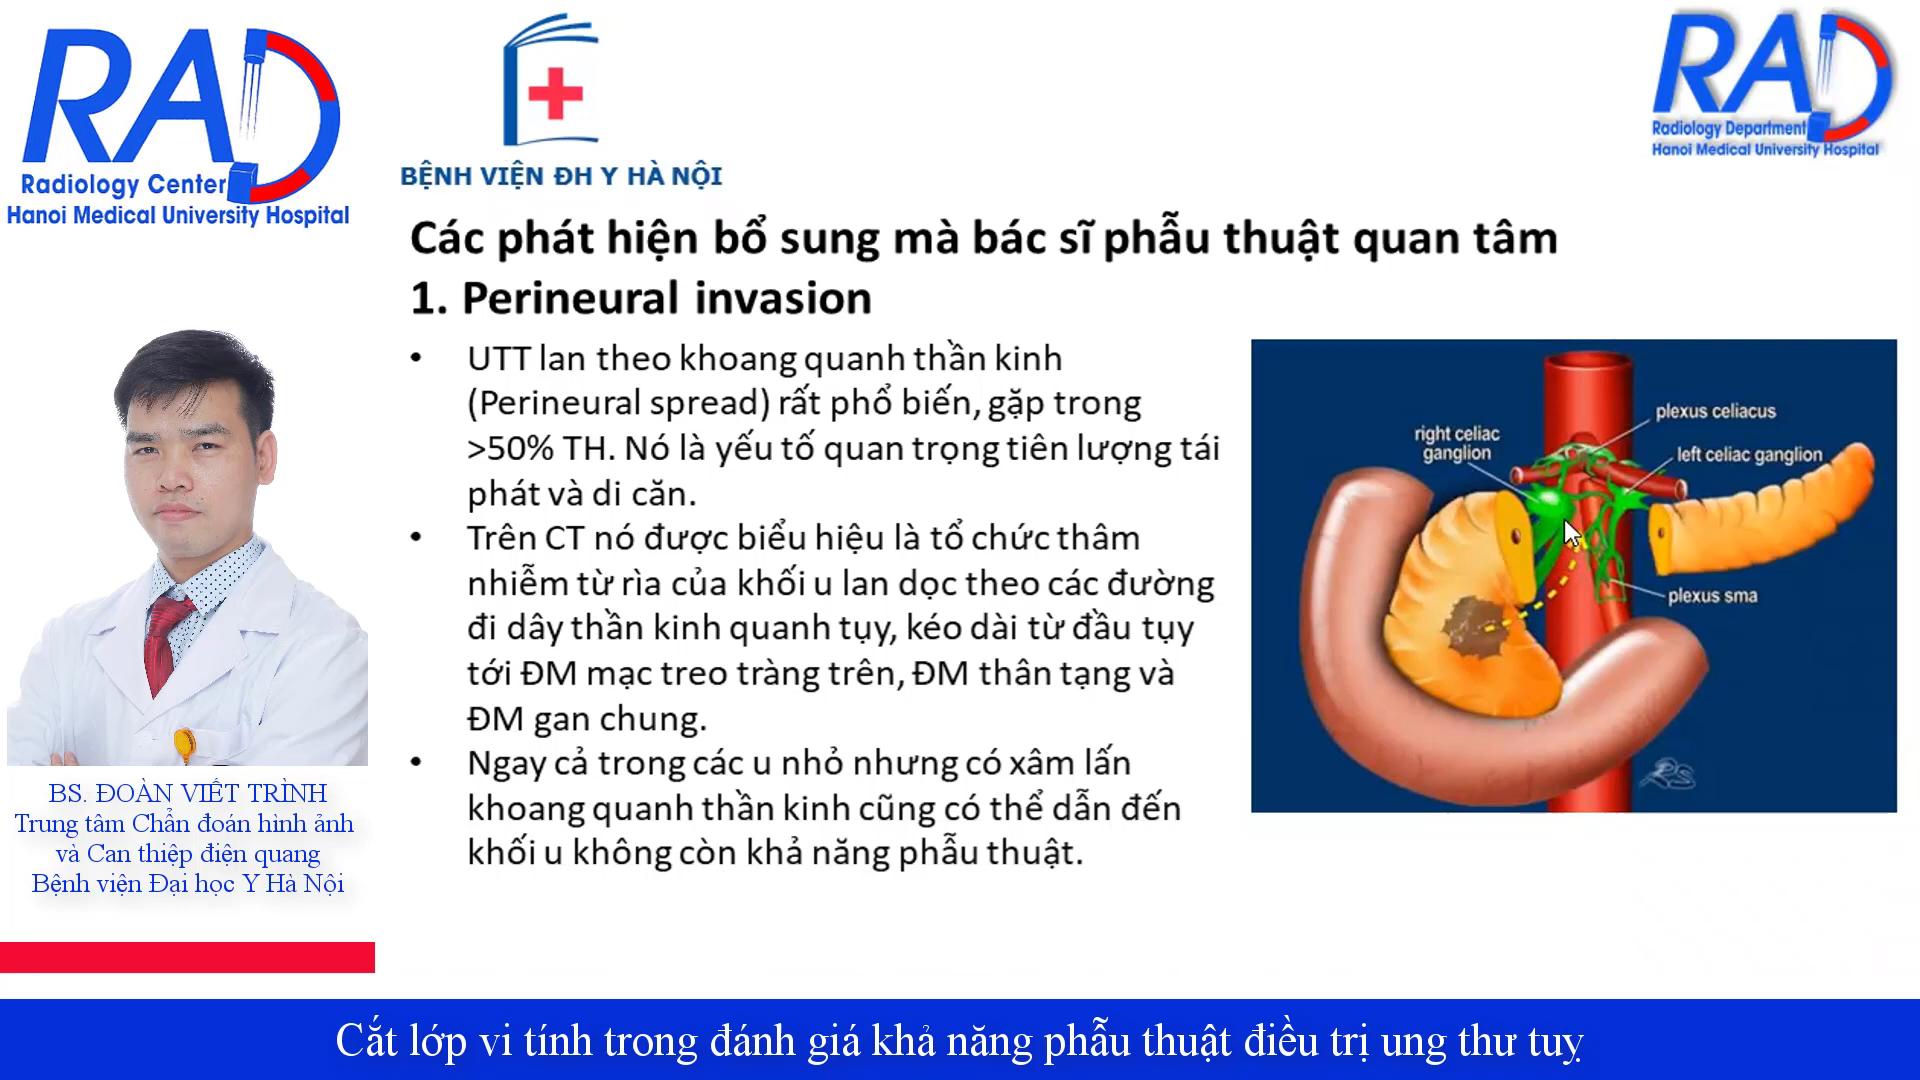 RAD
Radiology Center
Hanoi Medical University Hospital
BỆNH VIỆN ĐH Y HÀ NỘI
RAD
Radiology Department
Hanoi Medical University Hospital
Các phát hiện bổ sung mà bác sĩ phẫu thuật quan tâm
1. Perineural invasion
• UTT lan theo khoang quanh thần kinh
(Perineural spread) rất phổ biến, gặp trong
>50% TH. Nó là yếu tố quan trọng tiên lượng tái
phát và di căn.
• Trên CT nó được biểu hiệu là tổ chức thâm
nhiễm từ rìa của khối u lan dọc theo các đường
đi dây thần kinh quanh tụy, kéo dài từ đầu tụy
tới ĐM mạc treo tràng trên, ĐM thân tạng và
ĐM gan chung.
• Ngay cả trong các u nhỏ nhưng có xâm lấn
khoang quanh thần kinh cũng có thể dẫn đến
khối u không còn khả năng phẫu thuật.
plexus celiacus
right celiac
ganglion
left celiac ganglion
plexus sma
BS. ĐOÀN VIẾT TRÌNH
Trung tâm Chẩn đoán hình ảnh
và Can thiệp điện quang
Bệnh viện Đại học Y Hà Nội
Cắt lớp vi tính trong đánh giá khả năng phẫu thuật điều trị ung thư tuỵ